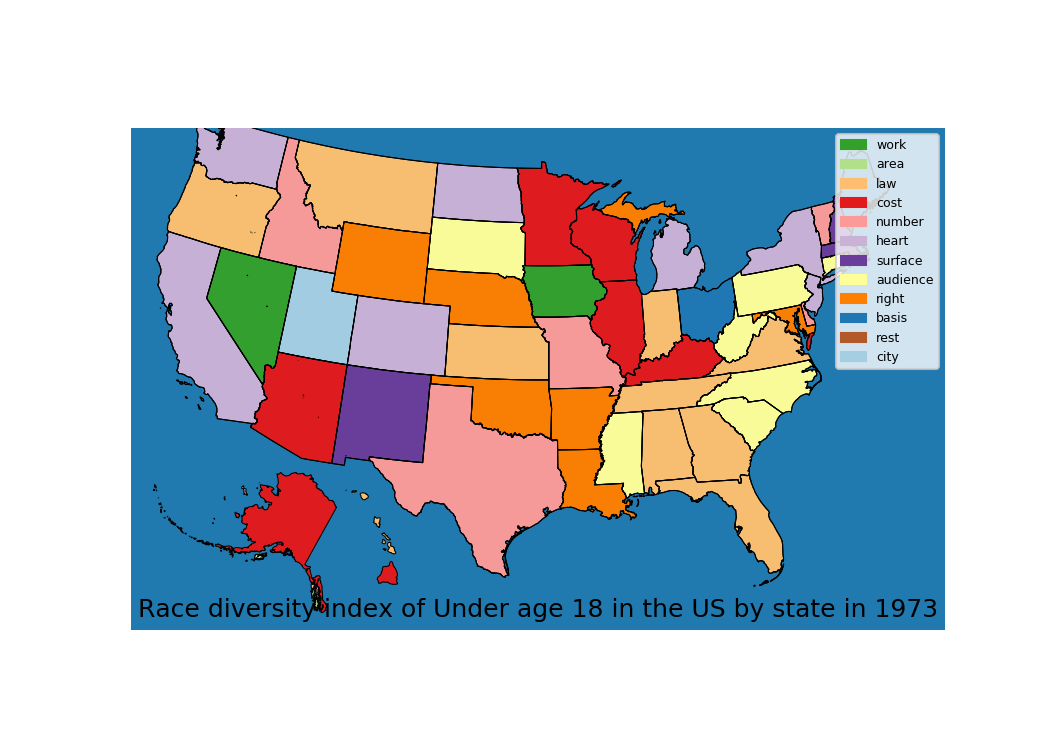 work
area
law
cost
number
heart
surface
audience
right
basis
rest
city
Race diversity index of Under age 18 in the US by state in 1973